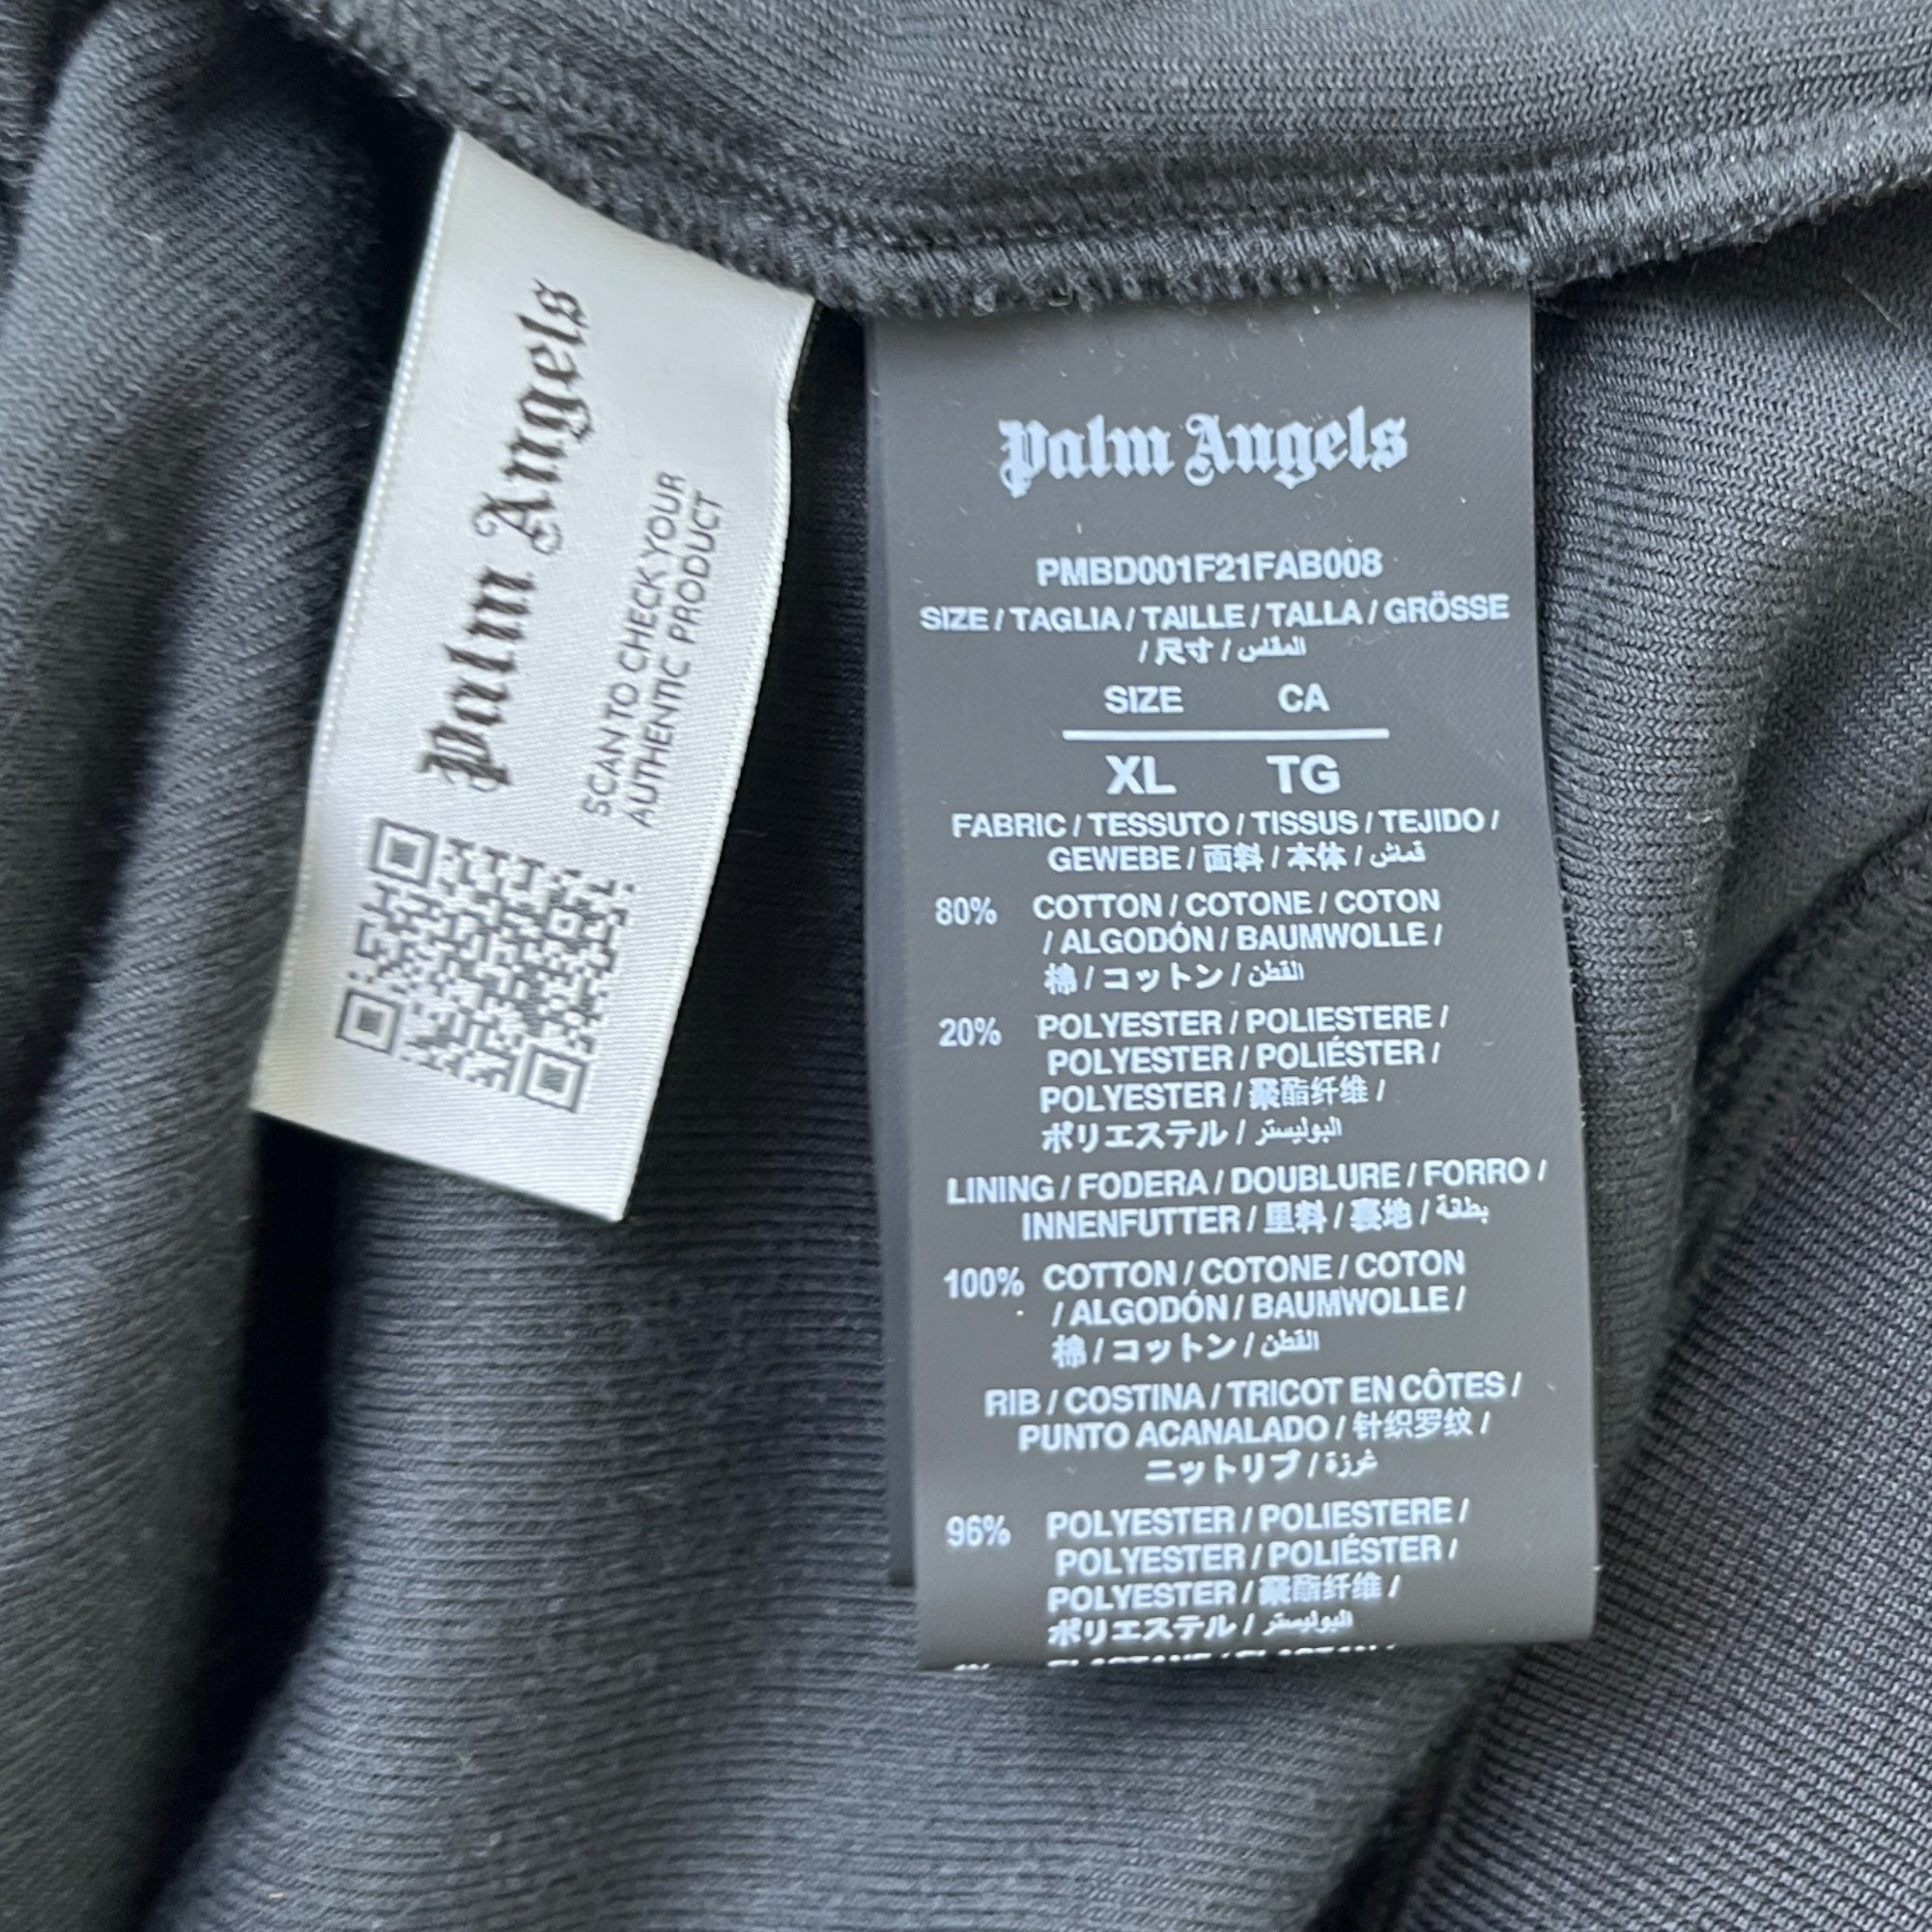 Palm Angels
SCAN TO CHECK YOUR
AUTHENTIC PRODUCT
Palm Angels
PMBD001F21FAB008
SIZE / TAGLIA / TAILLE / TALLA / GRÖSSE
/ 尺寸 / المقاس
SIZE CA
XL TG
FABRIC / TESSUTO / TISSUS / TEJIDO /
GEWEBE / 面料 / 本体 / قماش
80% COTTON / COTONE / COTON
/ ALGODÓN / BAUMWOLLE /
棉 / コットン / القطن
20% POLYESTER / POLIESTERE /
POLYESTER / POLIÉSTER /
POLYESTER / 聚酯纤维 /
ポリエステル / البوليستر
LINING / FODERA / DOUBLURE / FORRO /
INNENFUTTER / 里料 / 裏地 / بطانة
100% COTTON / COTONE / COTON
/ ALGODÓN / BAUMWOLLE /
棉 / コットン / القطن
RIB / COSTINA / TRICOT EN CÔTES /
PUNTO ACANALADO / 针织罗纹 /
ニットリブ / غرزة
96% POLYESTER / POLIESTERE /
POLYESTER / POLIÉSTER /
POLYESTER / 聚酯纤维 /
ポリエステル / البوليستر